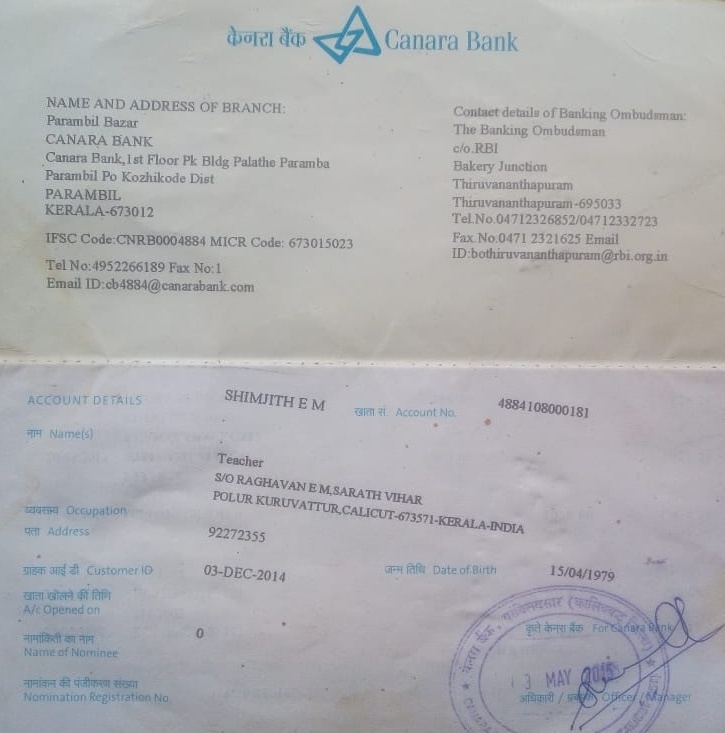 केनरा बैंक Canara Bank
NAME AND ADDRESS OF BRANCH:
Parambil Bazar
CANARA BANK
Canara Bank,1st Floor Pk Bldg Palathe Paramba
Parambil Po Kozhikode Dist
PARAMBIL
KERALA-673012
IFSC Code:CNRB0004884 MICR Code: 673015023
Tel No:4952266189 Fax No:1
Email ID:cb4884@canarabank.com
Contact details of Banking Ombudsman:
The Banking Ombudsman
c/o.RBI
Bakery Junction
Thiruvananthapuram
Thiruvananthapuram-695033
Tel.No.04712326852/04712332723
Fax No:0471 2321625 Email
ID:bothiruvananthapuram@rbi.org.in
ACCOUNT DETAILS
SHIMJITH E M
खाता सं. Account No.
4884108000181
नाम Name(s)
Teacher
S/O RAGHAVAN E M,SARATH VIHAR
POLUR KURUVATTUR,CALICUT-673571-KERALA-INDIA
व्यवसाय Occupation
पता Address
92272355
ग्राहक आई डी Customer ID
03-DEC-2014
जन्म तिथि Date of Birth
15/04/1979
खाता खोलने की तिथि
A/c Opened on
0
नामांकिती का नाम
Name of Nominee
कृते केनरा बैंक For Canara Bank
3 MAY 2015
नामांकन की पंजीकरण संख्या
Nomination Registration No.
अधिकारी / Officer / Manager
केनरा बैंक